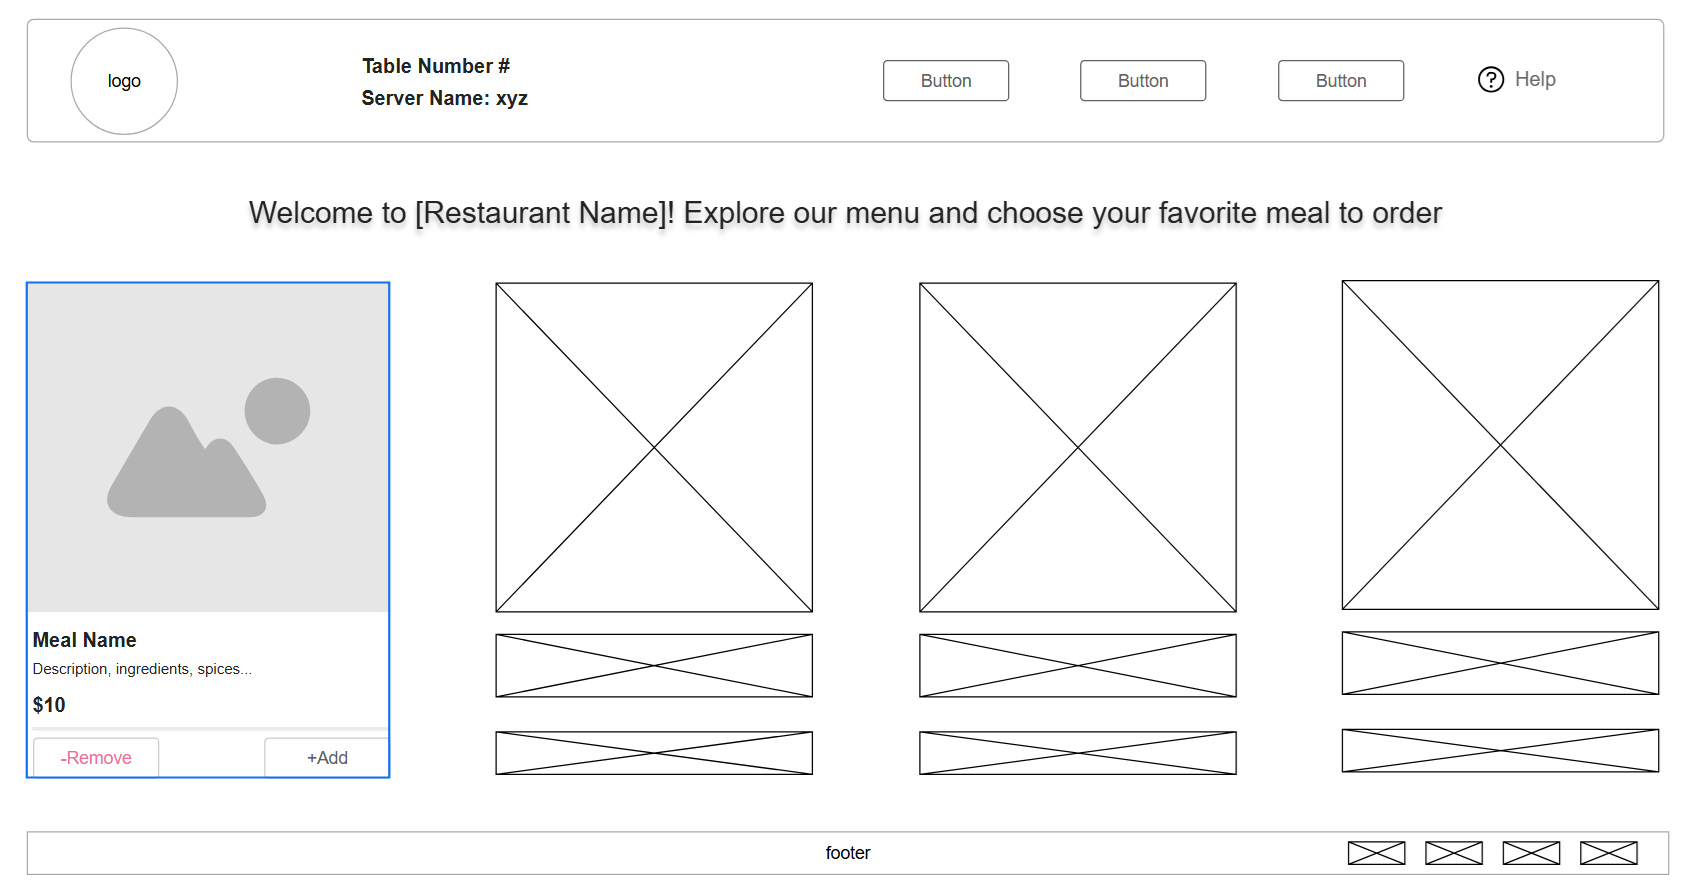 logo
Table Number #
Server Name: xyz
Button
Button
Button
? Help
Welcome to [Restaurant Name]! Explore our menu and choose your favorite meal to order
Meal Name
Description, ingredients, spices...
$10
-Remove
+Add
footer